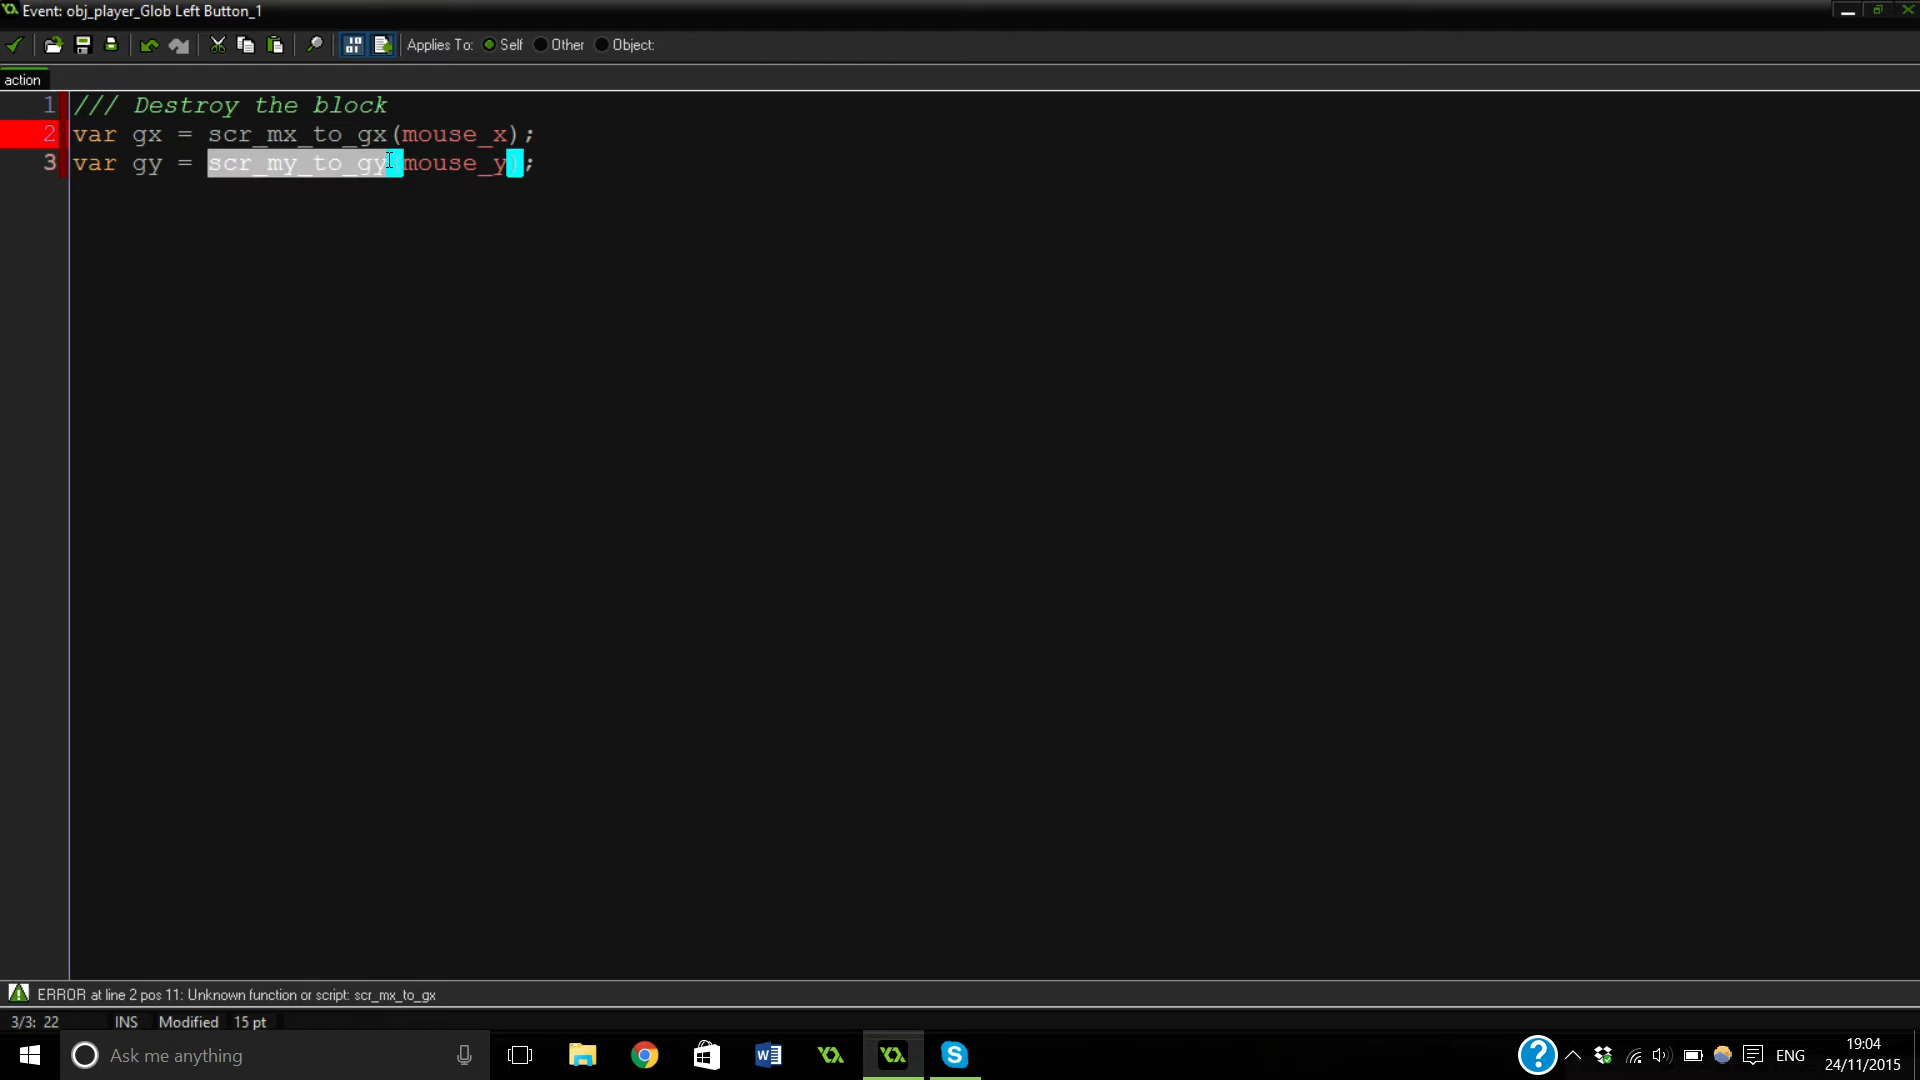 Event: obj_player_Glob Left Button_1
Applies To: Self Other Object:
action
1 /// Destroy the block
2 var gx = scr_mx_to_gx(mouse_x);
3 var gy = scr_my_to_gy(mouse_y);
ERROR at line 2 pos 11: Unknown function or script: scr_mx_to_gx
3/3: 22 INS Modified 15 pt
Ask me anything
ENG
19:04
24/11/2015